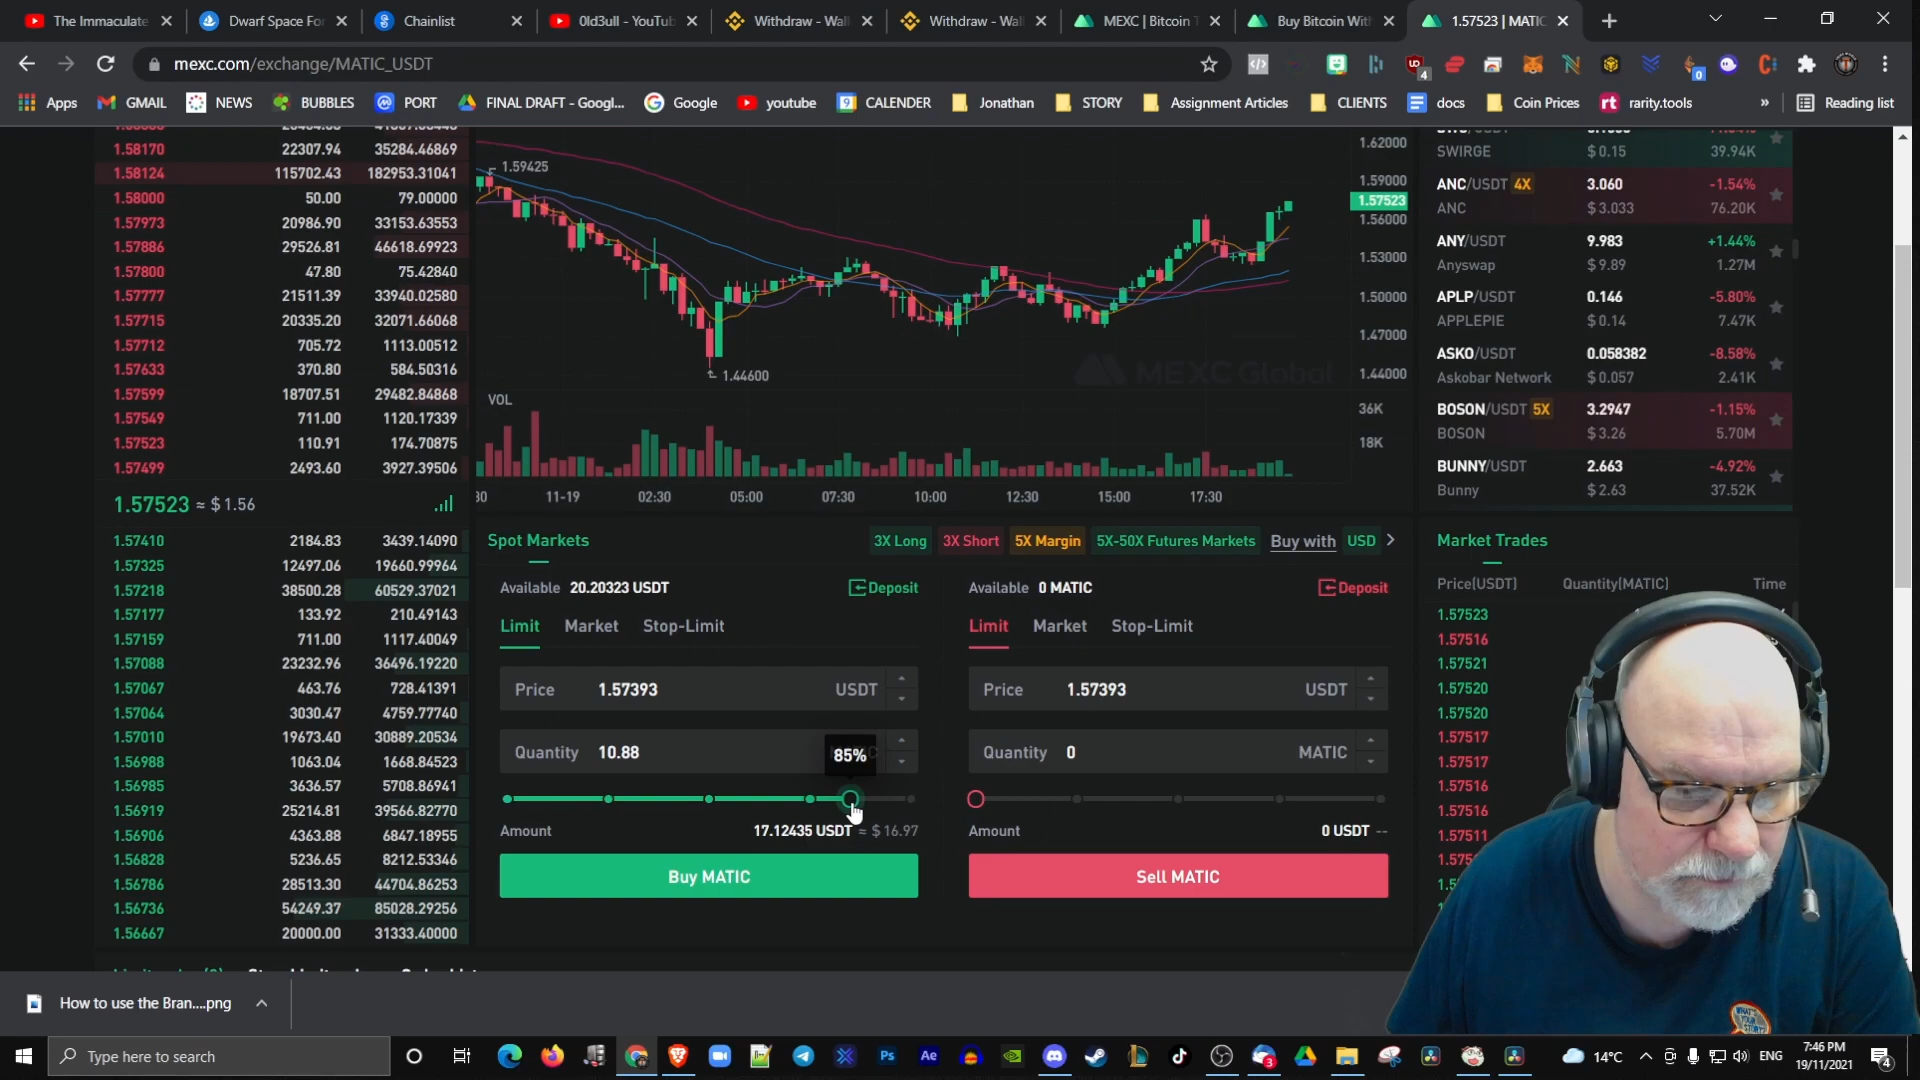 The Immaculate
Dwarf Space For
Chainlist
0ld3ull - YouTub
Withdraw - Wall
Withdraw - Wall
MEXC | Bitcoin T
Buy Bitcoin With
1.57523 | MATIC
mexc.com/exchange/MATIC_USDT
4
0
Apps
GMAIL
NEWS
BUBBLES
PORT
FINAL DRAFT - Googl...
Google
youtube
9
CALENDER
Jonathan
STORY
Assignment Articles
CLIENTS
docs
Coin Prices
rt rarity.tools
»
Reading list
1.58170 22307.94 35284.46869
1.58124 115702.43 182953.31041
1.58000 50.00 79.00000
1.57973 20986.90 33153.63553
1.57886 29526.81 46618.69923
1.57800 47.80 75.42840
1.57777 21511.39 33940.02580
1.57715 20335.20 32071.66068
1.57712 705.72 1113.00512
1.57633 370.80 584.50316
1.57599 18707.51 29482.84868
1.57549 711.00 1120.17339
1.57523 110.91 174.70875
1.57499 2493.60 3927.39506
1.57523 ≈ $1.56
1.57410 2184.83 3439.14090
1.57325 12497.06 19660.99964
1.57218 38500.28 60529.37021
1.57177 133.92 210.49143
1.57159 711.00 1117.40049
1.57088 23232.96 36496.19220
1.57067 463.76 728.41391
1.57064 3030.47 4759.77740
1.57010 19673.40 30889.20534
1.56988 1063.04 1668.84523
1.56985 3636.57 5708.86941
1.56919 25214.81 39566.82770
1.56906 4363.88 6847.18955
1.56828 5236.65 8212.53346
1.56786 28513.30 44704.86253
1.56736 54249.37 85028.29256
1.56667 20000.00 31333.40000
1.59425
1.44600
MEXC Global
1.62000
1.59000
1.57523
1.56000
1.53000
1.50000
1.47000
1.44000
VOL
36K
18K
11-19 02:30 05:00 07:30 10:00 12:30 15:00 17:30
Spot Markets
3X Long
3X Short
5X Margin
5X-50X Futures Markets
Buy with USD
Available 20.20323 USDT
Deposit
Limit Market Stop-Limit
Price 1.57393 USDT
Quantity 10.88
85%
Amount 17.12435 USDT ≈ $16.97
Buy MATIC
Available 0 MATIC
Deposit
Limit Market Stop-Limit
Price 1.57393 USDT
Quantity 0 MATIC
Amount 0 USDT --
Sell MATIC
SWIRGE $0.15 39.94K
ANC/USDT 4X 3.060 -1.54%
ANC $3.033 76.20K
ANY/USDT 9.983 +1.44%
Anyswap $9.89 1.27M
APLP/USDT 0.146 -5.80%
APPLEPIE $0.14 7.47K
ASKO/USDT 0.058382 -8.58%
Askobar Network $0.057 2.41K
BOSON/USDT 5X 3.2947 -1.15%
BOSON $3.26 5.70M
BUNNY/USDT 2.663 -4.92%
Bunny $2.63 37.52K
Market Trades
Price(USDT) Quantity(MATIC) Time
1.57523
1.57516
1.57521
1.57520
1.57520
1.57517
1.57517
1.57516
1.57516
1.57511
WHAT'S YOUR STORY
How to use the Bran....png
Type here to search
Ps
Ae
3
14°C
ENG
7:46 PM
19/11/2021
4